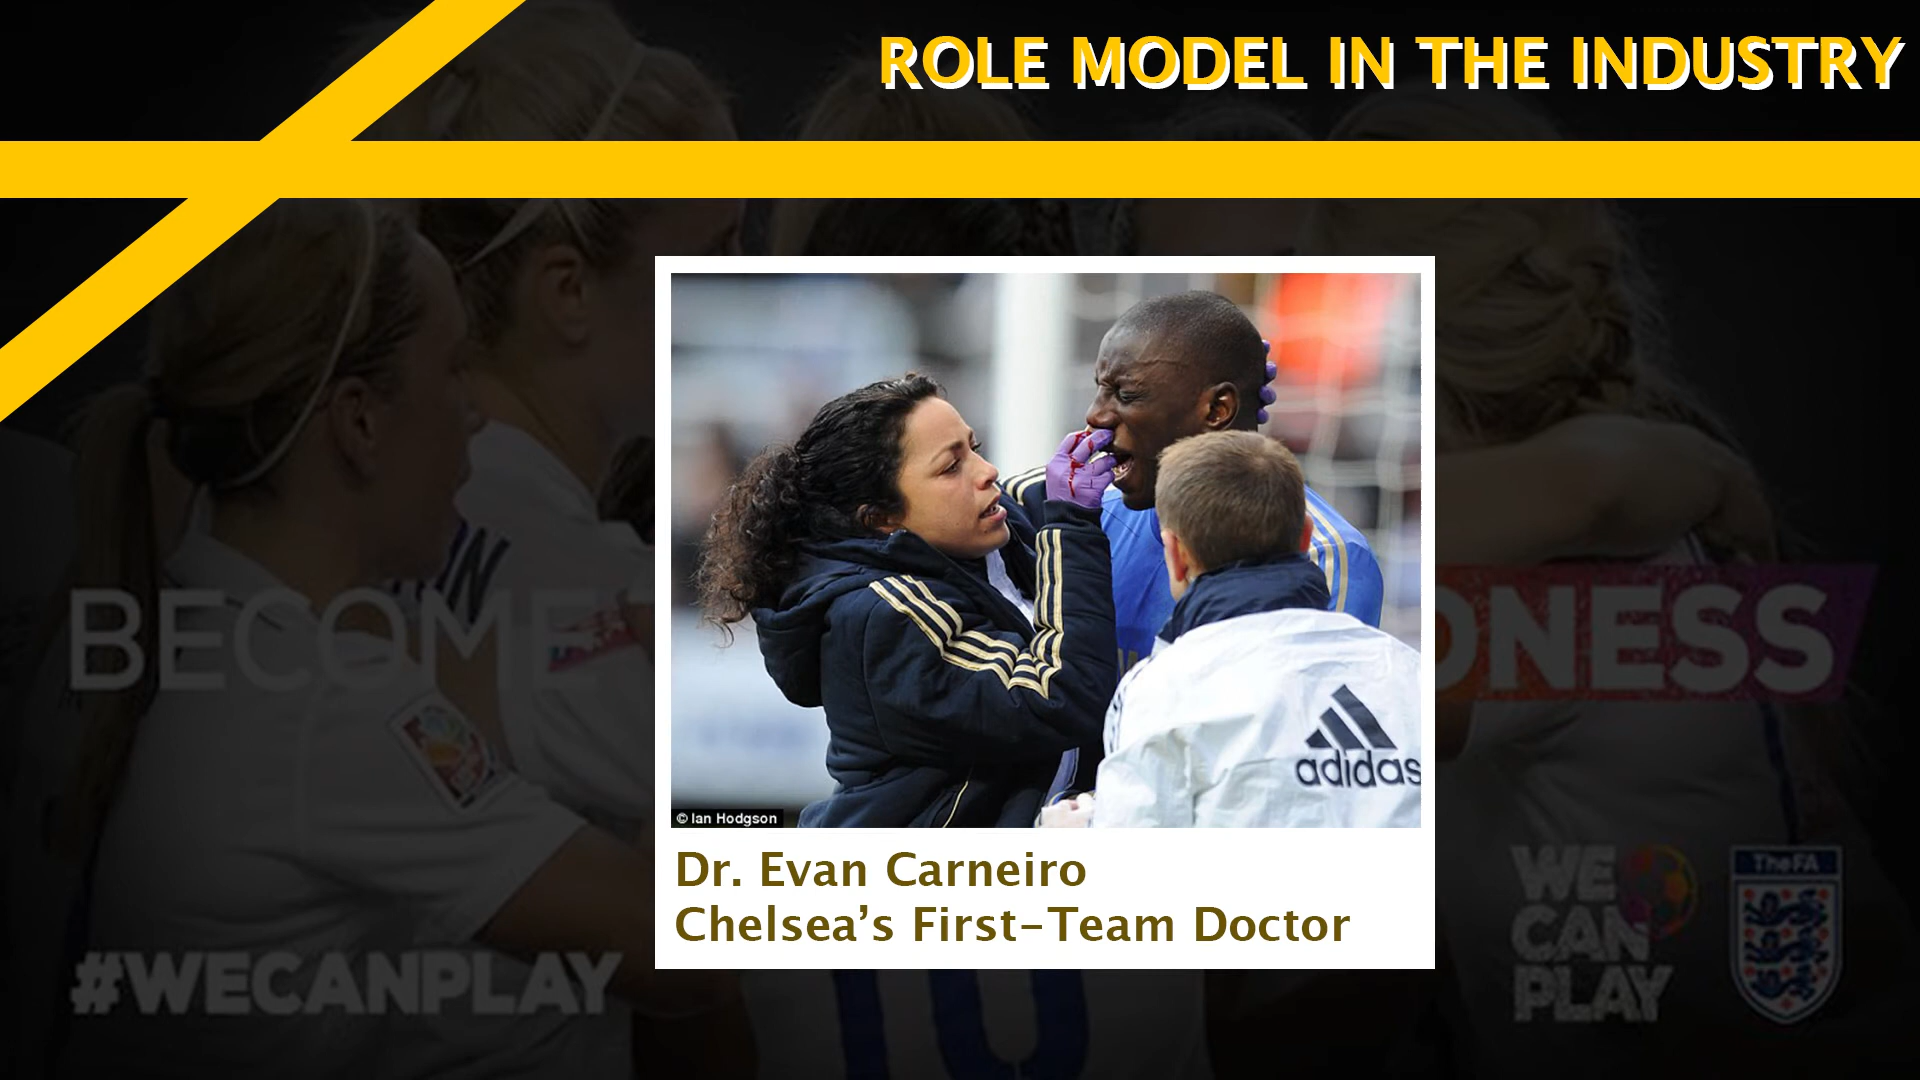 ROLE MODEL IN THE INDUSTRY
BECOME
ONESS
adidas
© Ian Hodgson
Dr. Evan Carneiro
Chelsea’s First-Team Doctor
#WECANPLAY
WE
CAN
PLAY
TheFA